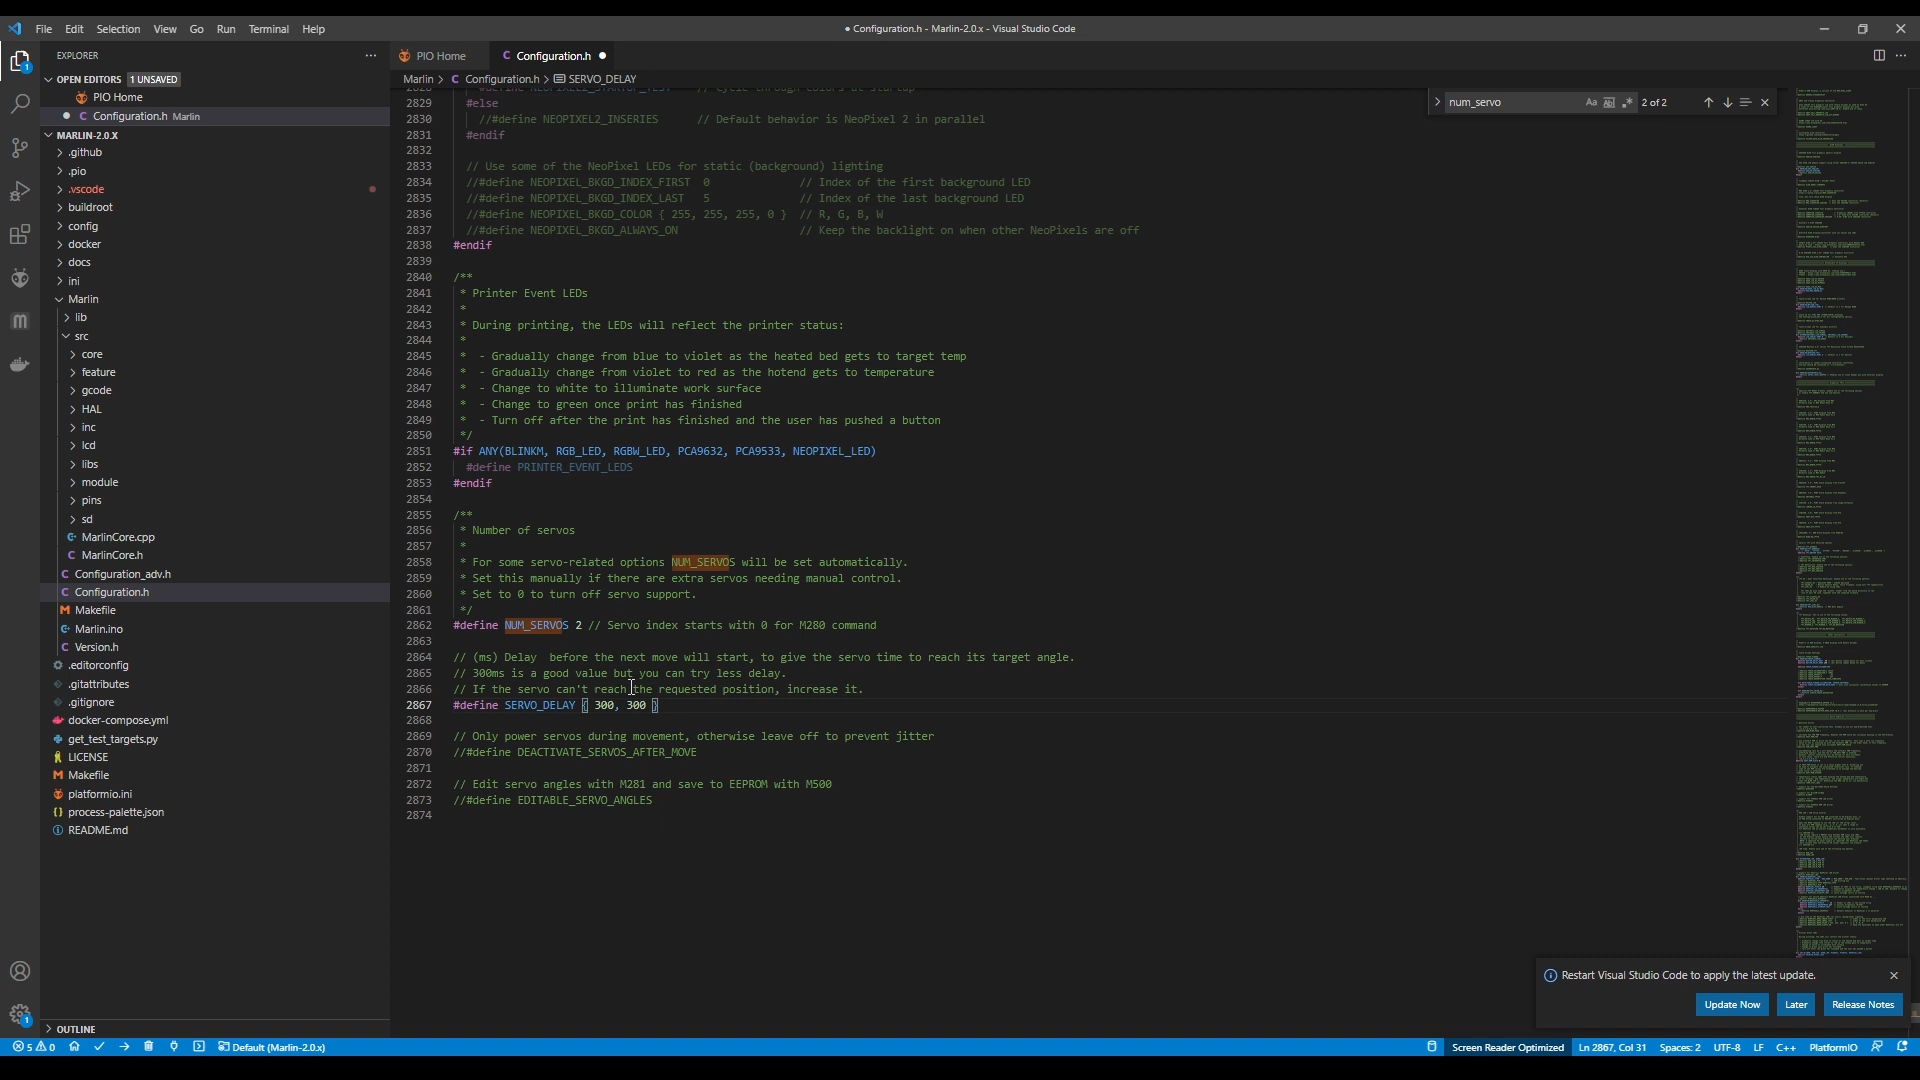 File Edit Selection View Go Run Terminal Help
● Configuration.h - Marlin-2.0.x - Visual Studio Code
EXPLORER
OPEN EDITORS 1 UNSAVED
PIO Home
Configuration.h Marlin
MARLIN-2.0.X
.github
.pio
.vscode
buildroot
config
docker
docs
ini
Marlin
lib
src
core
feature
gcode
HAL
inc
lcd
libs
module
pins
sd
MarlinCore.cpp
MarlinCore.h
Configuration_adv.h
Configuration.h
Makefile
Marlin.ino
Version.h
.editorconfig
.gitattributes
.gitignore
docker-compose.yml
get_test_targets.py
LICENSE
Makefile
platformio.ini
process-palette.json
README.md
OUTLINE
PIO Home
Configuration.h
Marlin > Configuration.h > SERVO_DELAY
num_servo Aa Abl .* 2 of 2
2829 #else
2830 //#define NEOPIXEL2_INSERIES // Default behavior is NeoPixel 2 in parallel
2831 #endif
2832
2833 // Use some of the NeoPixel LEDs for static (background) lighting
2834 //#define NEOPIXEL_BKGD_INDEX_FIRST 0 // Index of the first background LED
2835 //#define NEOPIXEL_BKGD_INDEX_LAST 5 // Index of the last background LED
2836 //#define NEOPIXEL_BKGD_COLOR { 255, 255, 255, 0 } // R, G, B, W
2837 //#define NEOPIXEL_BKGD_ALWAYS_ON // Keep the backlight on when other NeoPixels are off
2838 #endif
2839
2840 /**
2841 * Printer Event LEDs
2842 *
2843 * During printing, the LEDs will reflect the printer status:
2844 *
2845 * - Gradually change from blue to violet as the heated bed gets to target temp
2846 * - Gradually change from violet to red as the hotend gets to temperature
2847 * - Change to white to illuminate work surface
2848 * - Change to green once print has finished
2849 * - Turn off after the print has finished and the user has pushed a button
2850 */
2851 #if ANY(BLINKM, RGB_LED, RGBW_LED, PCA9632, PCA9533, NEOPIXEL_LED)
2852 #define PRINTER_EVENT_LEDS
2853 #endif
2854
2855 /**
2856 * Number of servos
2857 *
2858 * For some servo-related options NUM_SERVOS will be set automatically.
2859 * Set this manually if there are extra servos needing manual control.
2860 * Set to 0 to turn off servo support.
2861 */
2862 #define NUM_SERVOS 2 // Servo index starts with 0 for M280 command
2863
2864 // (ms) Delay before the next move will start, to give the servo time to reach its target angle.
2865 // 300ms is a good value but you can try less delay.
2866 // If the servo can't reach the requested position, increase it.
2867 #define SERVO_DELAY { 300, 300 }
2868
2869 // Only power servos during movement, otherwise leave off to prevent jitter
2870 //#define DEACTIVATE_SERVOS_AFTER_MOVE
2871
2872 // Edit servo angles with M281 and save to EEPROM with M500
2873 //#define EDITABLE_SERVO_ANGLES
2874
Restart Visual Studio Code to apply the latest update.
Update Now Later Release Notes
5 0 Default (Marlin-2.0.x)
Screen Reader Optimized Ln 2867, Col 31 Spaces: 2 UTF-8 LF C++ PlatformIO